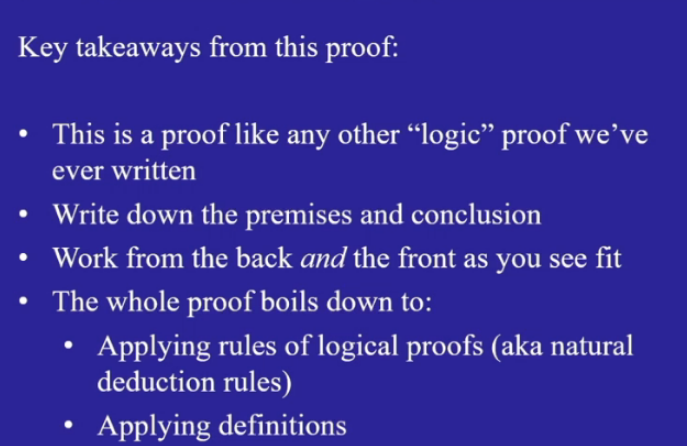 Key takeaways from this proof:
• This is a proof like any other “logic” proof we’ve
ever written
• Write down the premises and conclusion
• Work from the back and the front as you see fit
• The whole proof boils down to:
• Applying rules of logical proofs (aka natural
deduction rules)
• Applying definitions